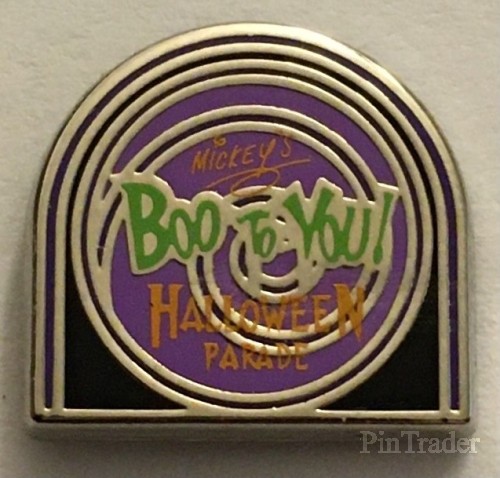 MICKEY'S
BOO TO YOU!
HALLOWEEN
PARADE
PinTrader